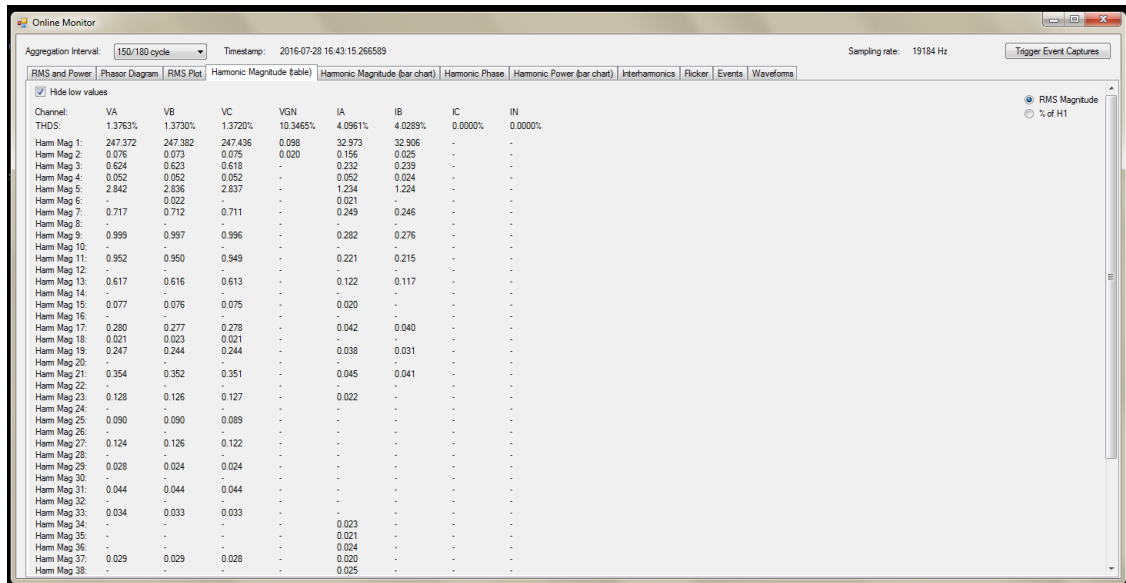 Online Monitor
Aggregation Interval: 150/180 cycle Timestamp: 2016-07-28 16:43:15.266589 Sampling rate: 19184 Hz Trigger Event Captures
RMS and Power Phasor Diagram RMS Plot Harmonic Magnitude (table) Harmonic Magnitude (bar chart) Harmonic Phase Harmonic Power (bar chart) Interharmonics Flicker Events Waveforms
Hide low values
RMS Magnitude
Channel: VA VB VC VGN IA IB IC IN
% of H1
THDS: 1.3763% 1.3730% 1.3720% 10.3465% 4.0961% 4.0289% 0.0000% 0.0000%
Harm Mag 1: 247.372 247.382 247.436 0.098 32.973 32.906 - -
Harm Mag 2: 0.076 0.073 0.075 0.020 0.156 0.025 - -
Harm Mag 3: 0.624 0.623 0.618 - 0.232 0.239 - -
Harm Mag 4: 0.052 0.052 0.052 - 0.052 0.024 - -
Harm Mag 5: 2.842 2.836 2.837 - 1.234 1.224 - -
Harm Mag 6: - 0.022 - - 0.021 - - -
Harm Mag 7: 0.717 0.712 0.711 - 0.249 0.246 - -
Harm Mag 8: - - - - - - - -
Harm Mag 9: 0.999 0.997 0.996 - 0.282 0.276 - -
Harm Mag 10: - - - - - - - -
Harm Mag 11: 0.952 0.950 0.949 - 0.221 0.215 - -
Harm Mag 12: - - - - - - - -
Harm Mag 13: 0.617 0.616 0.613 - 0.122 0.117 - -
Harm Mag 14: - - - - - - - -
Harm Mag 15: 0.077 0.076 0.075 - 0.020 - - -
Harm Mag 16: - - - - - - - -
Harm Mag 17: 0.280 0.277 0.278 - 0.042 0.040 - -
Harm Mag 18: 0.021 0.023 0.021 - - - - -
Harm Mag 19: 0.247 0.244 0.244 - 0.038 0.031 - -
Harm Mag 20: - - - - - - - -
Harm Mag 21: 0.354 0.352 0.351 - 0.045 0.041 - -
Harm Mag 22: - - - - - - - -
Harm Mag 23: 0.128 0.126 0.127 - 0.022 - - -
Harm Mag 24: - - - - - - - -
Harm Mag 25: 0.090 0.090 0.089 - - - - -
Harm Mag 26: - - - - - - - -
Harm Mag 27: 0.124 0.126 0.122 - - - - -
Harm Mag 28: - - - - - - - -
Harm Mag 29: 0.028 0.024 0.024 - - - - -
Harm Mag 30: - - - - - - - -
Harm Mag 31: 0.044 0.044 0.044 - - - - -
Harm Mag 32: - - - - - - - -
Harm Mag 33: 0.034 0.033 0.033 - - - - -
Harm Mag 34: - - - - 0.023 - - -
Harm Mag 35: - - - - 0.021 - - -
Harm Mag 36: - - - - 0.024 - - -
Harm Mag 37: 0.029 0.029 0.028 - 0.020 - - -
Harm Mag 38: - - - - 0.025 - - -